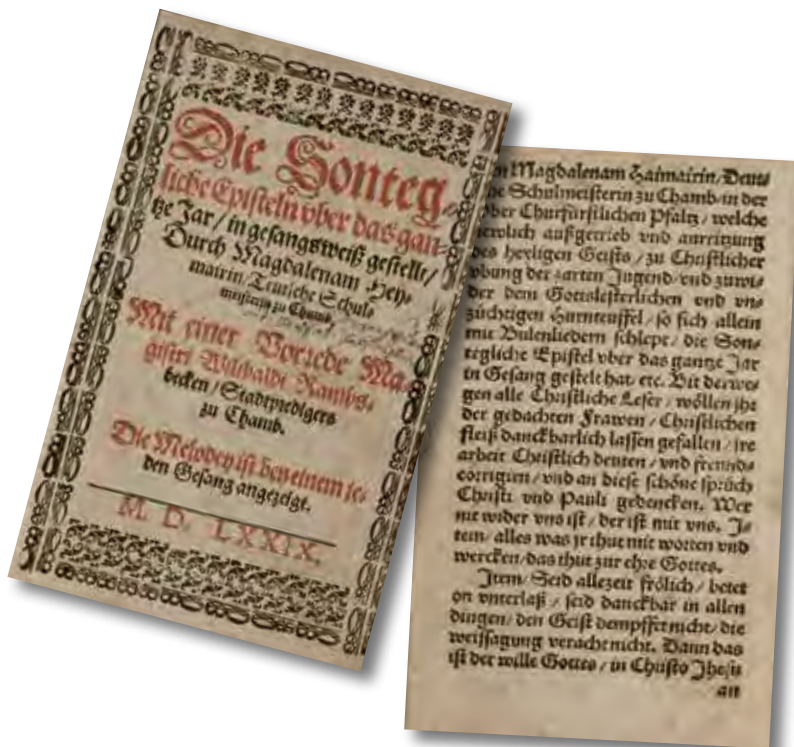 Die Sonteg-
liche Episteln vber das gan-
tze Jar / in gesangsweiß gestellt /
Durch Magdalenam Hey-
mairin / Teutsche Schul-
meisterin zu Chamb /
Mit einer Vorrede Ma-
gistri Wilibaldi Rambs-
becken / Stadtpredigers
zu Chamb.
Die Melodey ist bey einem je-
den Gesang angezeigt.
M. D. LXXIX.
Magdalenam Haimairin / Deut-
Schulmeisterin zu Chamb / in der
Ober Churfürstlichen Pfaltz / welche
auß getrieb vnd anreitzung
des heyligen Geists / zu Christlicher
vbung der zarten Jugend / vnd zuwi-
der dem Gottslesterlichen vnd vn-
züchtigen Hurnteuffel / so sich allein
mit Bulenliedern schlept / die Son-
tegliche Epistel vber das gantze Jar
in Gesang gestelt hat / etc. Bit derwe-
gen alle Christliche Leser / wöllen jhr
der gedachten Frawen / Christlichen
fleiß danckbarlich lassen gefallen / jre
arbeit Christlich deuten / vnd freund-
corrigirn / vnd an diese schöne sprüch
Christi vnd Pauli gedencken. Wer
nit wider vns ist / der ist mit vns. J-
tem / alles was jr thut mit worten vnd
wercken / das thut zur ehre Gottes.
Jtem / Seid allezeit frölich / betet
on vnterlaß / seid danckbar in allen
dingen / den Geist dempffet nicht / die
weissagung verachtet nicht. Dann das
ist der wille Gottes / in Christo Jhesu
an